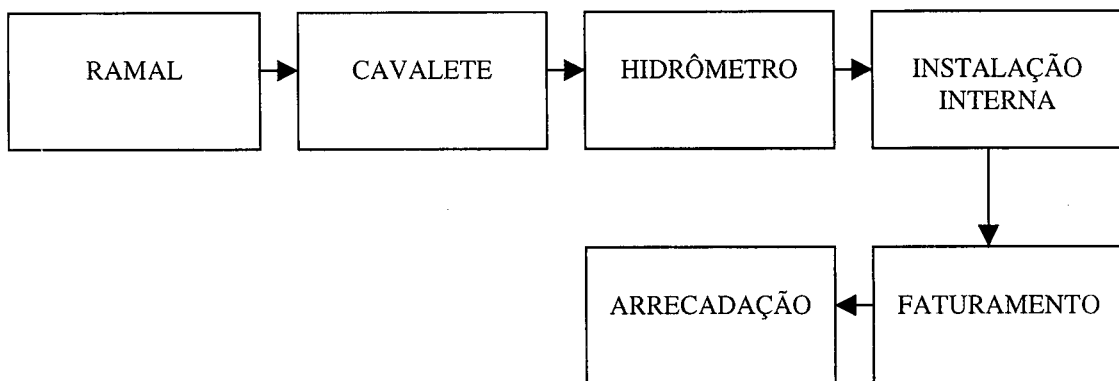 RAMAL
CAVALETE
HIDRÔMETRO
INSTALAÇÃO
INTERNA
ARRECADAÇÃO
FATURAMENTO